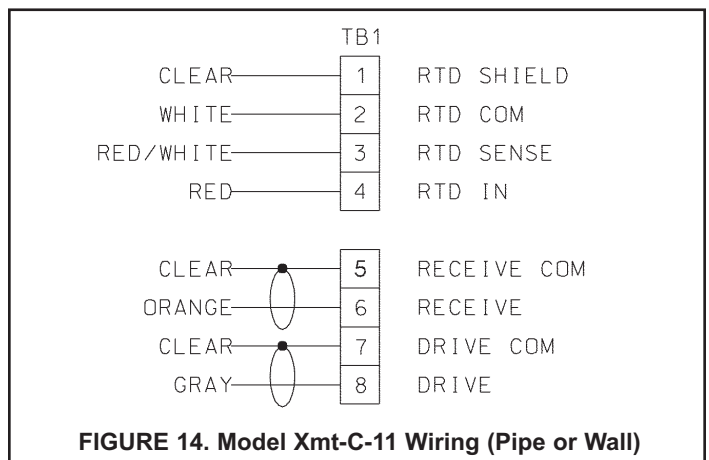 TB1
CLEAR 1 RTD SHIELD
WHITE 2 RTD COM
RED/WHITE 3 RTD SENSE
RED 4 RTD IN
CLEAR 5 RECEIVE COM
ORANGE 6 RECEIVE
CLEAR 7 DRIVE COM
GRAY 8 DRIVE
FIGURE 14. Model Xmt-C-11 Wiring (Pipe or Wall)